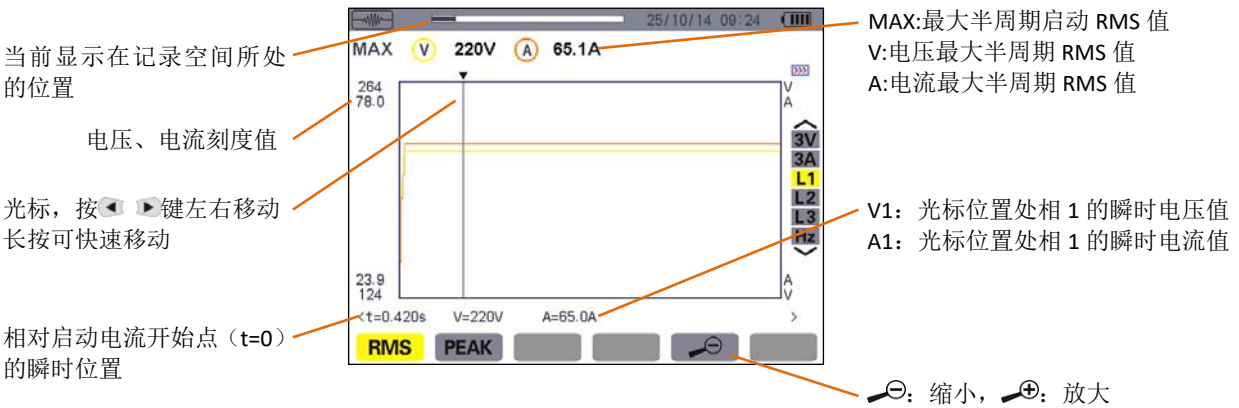 25/10/14 09:24
MAX V 220V A 65.1A
264
78.0
V
A
3V
3A
L1
L2
L3
Hz
23.9
124
A
V
<t=0.420s V=220V A=65.0A >
RMS PEAK
当前显示在记录空间所处
的位置
电压、电流刻度值
光标，按 键左右移动
长按可快速移动
相对启动电流开始点（t=0）
的瞬时位置
MAX:最大半周期启动 RMS 值
V:电压最大半周期 RMS 值
A:电流最大半周期 RMS 值
V1：光标位置处相 1 的瞬时电压值
A1：光标位置处相 1 的瞬时电流值
：缩小，：放大